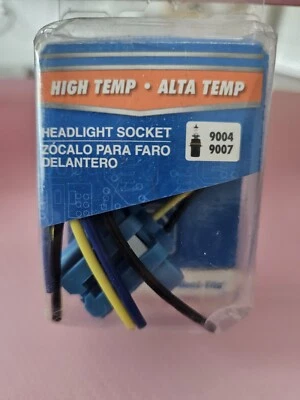 HIGH TEMP • ALTA TEMP
HEADLIGHT SOCKET
ZÓCALO PARA FARO
DELANTERO
9004
9007